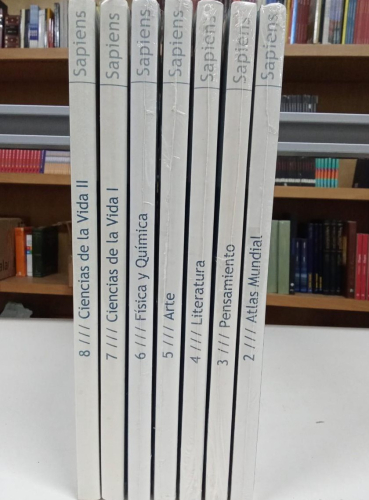 Sapiens
8 /// Ciencias de la Vida II
Sapiens
7 /// Ciencias de la Vida I
Sapiens
6 /// Física y Química
Sapiens
5 /// Arte
Sapiens
4 /// Literatura
Sapiens
3 /// Pensamiento
Sapiens
2 /// Atlas Mundial